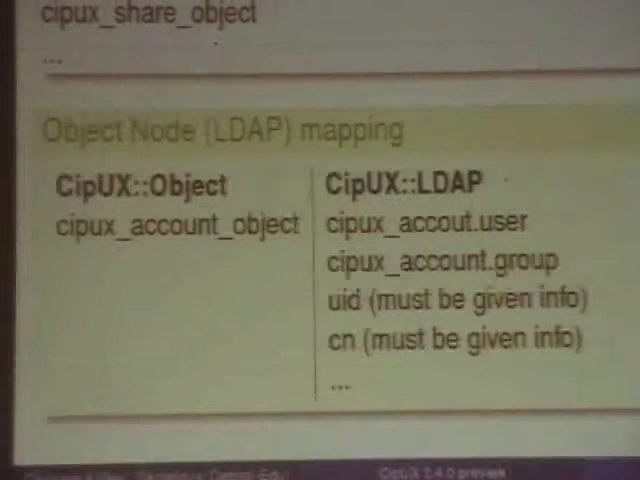 cipux_share_object
...
Object Node (LDAP) mapping
CipUX::Object
cipux_account_object
CipUX::LDAP
cipux_accout.user
cipux_account.group
uid (must be given info)
cn (must be given info)
...
CipUX 3.4.0 preview